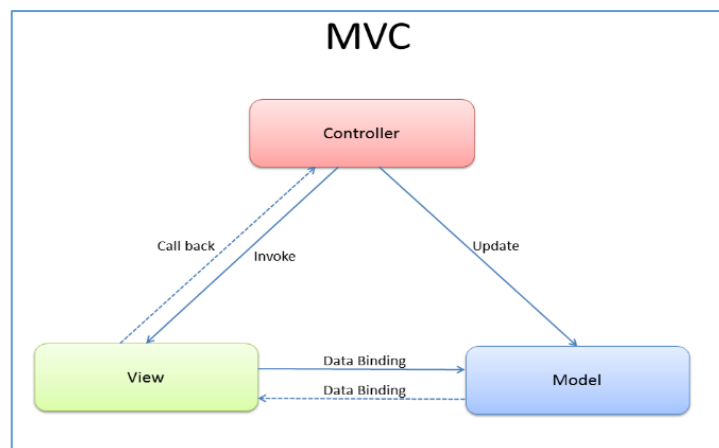 MVC
Controller
Call back
Invoke
Update
Data Binding
View
Data Binding
Model